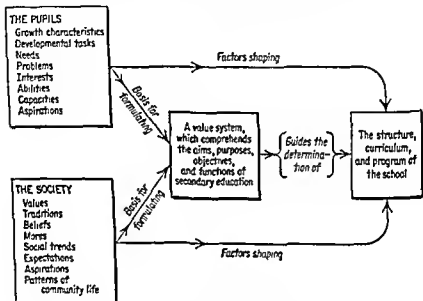 THE PUPILS
Growth characteristics
Developmental tasks
Needs
Problems
Interests
Abilities
Capacities
Aspirations
Factors shaping
Basis for
formulating
A value system,
which comprehends
the aims, purposes,
objectives,
and functions of
secondary education
Guides the
determina-
tion of
The structure,
curriculum,
and program of
the school
THE SOCIETY
Values
Traditions
Beliefs
Mores
Social trends
Expectations
Aspirations
Patterns of
community life
Basis for
formulating
Factors shaping